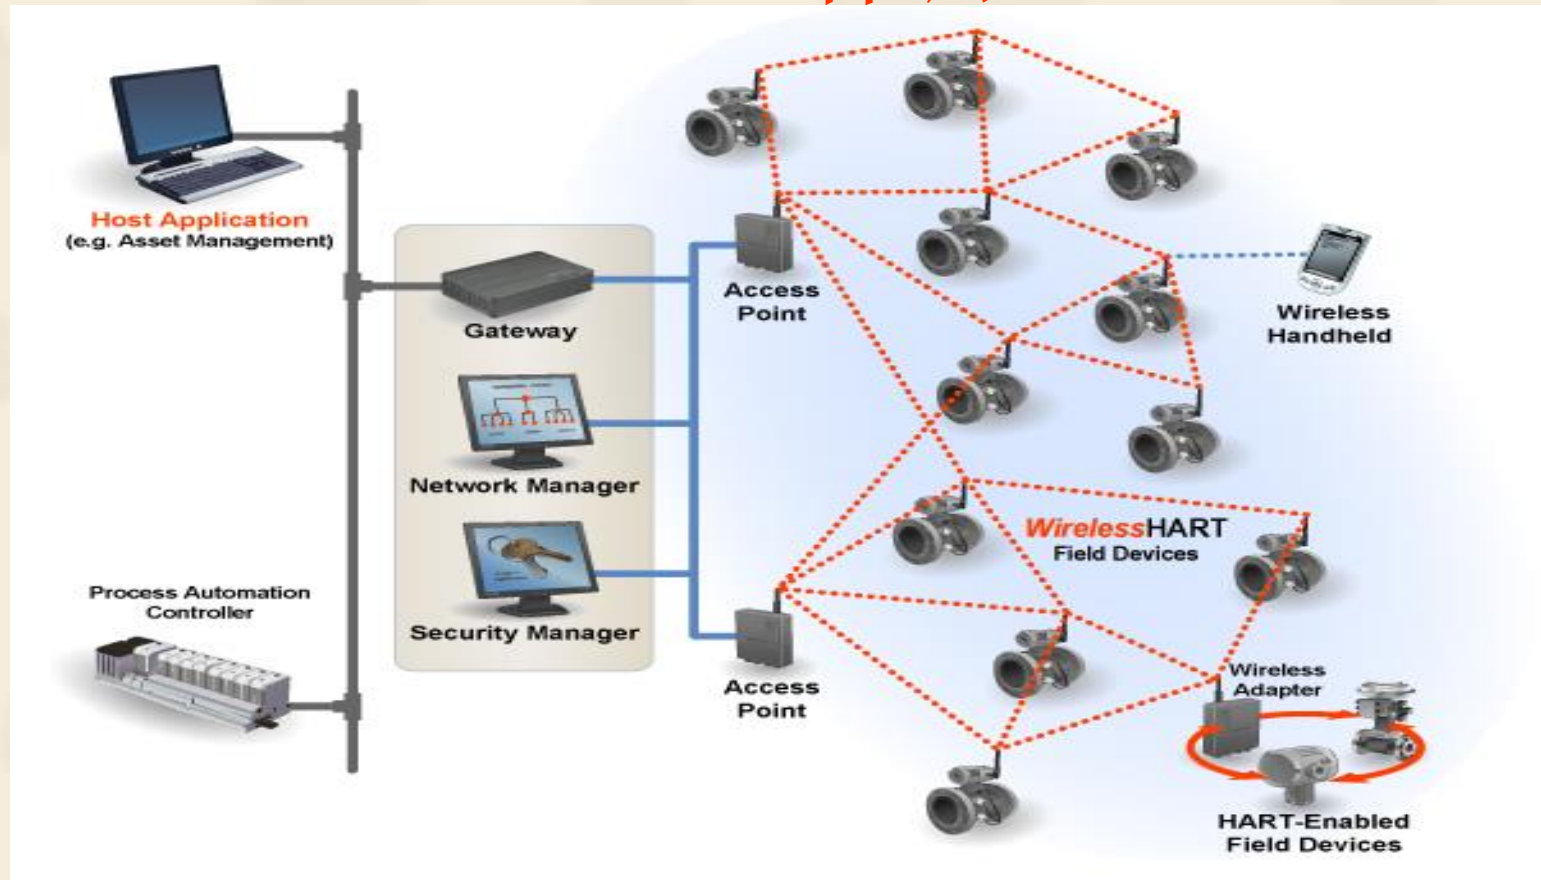 Host Application
(e.g. Asset Management)
Gateway
Network Manager
Security Manager
Process Automation
Controller
Access
Point
Access
Point
Wireless
Handheld
WirelessHART
Field Devices
Wireless
Adapter
HART-Enabled
Field Devices